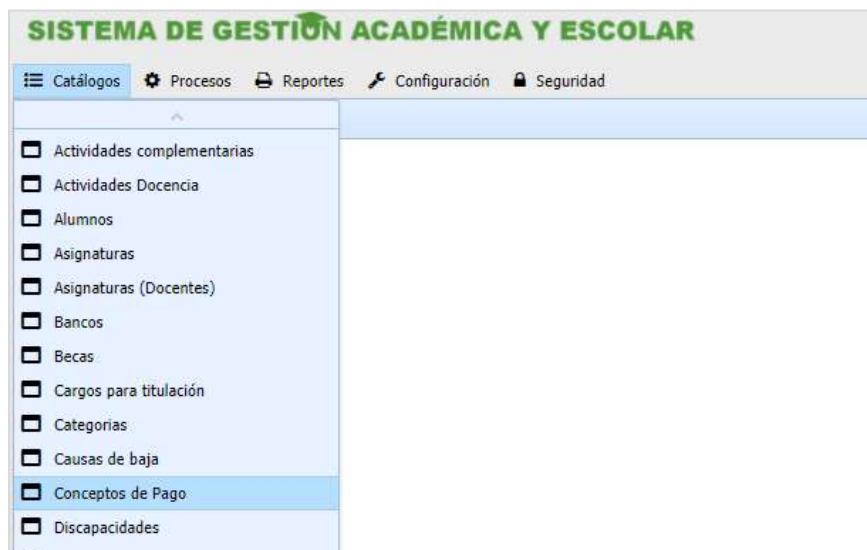 SISTEMA DE GESTIÓN ACADÉMICA Y ESCOLAR
Catálogos Procesos Reportes Configuración Seguridad
Actividades complementarias
Actividades Docencia
Alumnos
Asignaturas
Asignaturas (Docentes)
Bancos
Becas
Cargos para titulación
Categorias
Causas de baja
Conceptos de Pago
Discapacidades